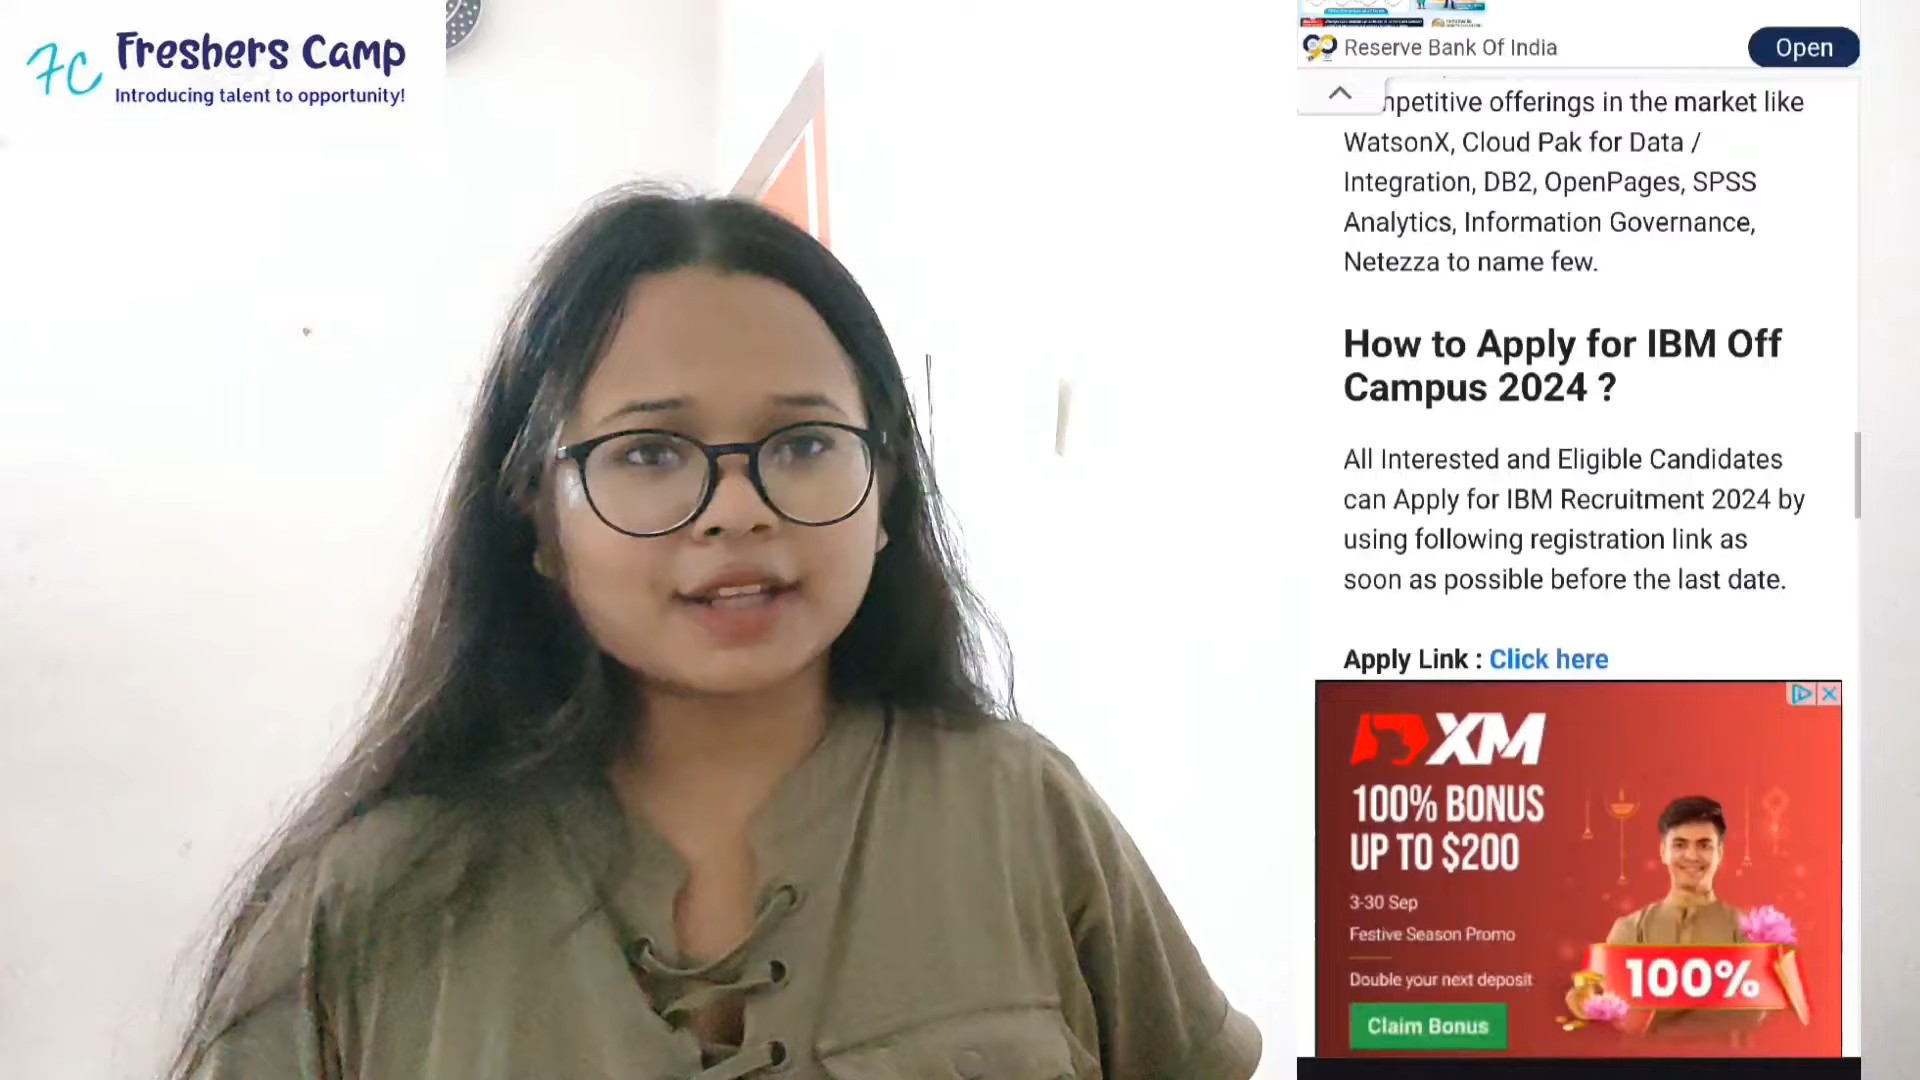 FC
Freshers Camp
Introducing talent to opportunity!
Reserve Bank Of India
Open
mpetitive offerings in the market like
WatsonX, Cloud Pak for Data /
Integration, DB2, OpenPages, SPSS
Analytics, Information Governance,
Netezza to name few.
How to Apply for IBM Off
Campus 2024 ?
All Interested and Eligible Candidates
can Apply for IBM Recruitment 2024 by
using following registration link as
soon as possible before the last date.
Apply Link : Click here
XM
100% BONUS
UP TO $200
3-30 Sep
Festive Season Promo
Double your next deposit
Claim Bonus
100%